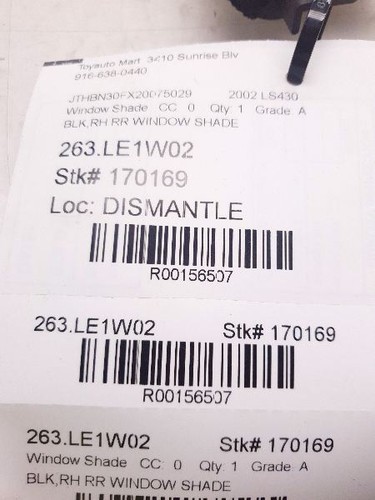 Toyauto Mart 3410 Sunrise Blv
916-638-0440
JTHBN30FX20075029 2002 LS430
Window Shade CC: 0 Qty: 1 Grade A
BLK,RH RR WINDOW SHADE
263.LE1W02
Stk# 170169
Loc: DISMANTLE
R00156507
263.LE1W02 Stk# 170169
R00156507
263.LE1W02 Stk# 170169
Window Shade CC: 0 Qty: 1 Grade A
BLK,RH RR WINDOW SHADE